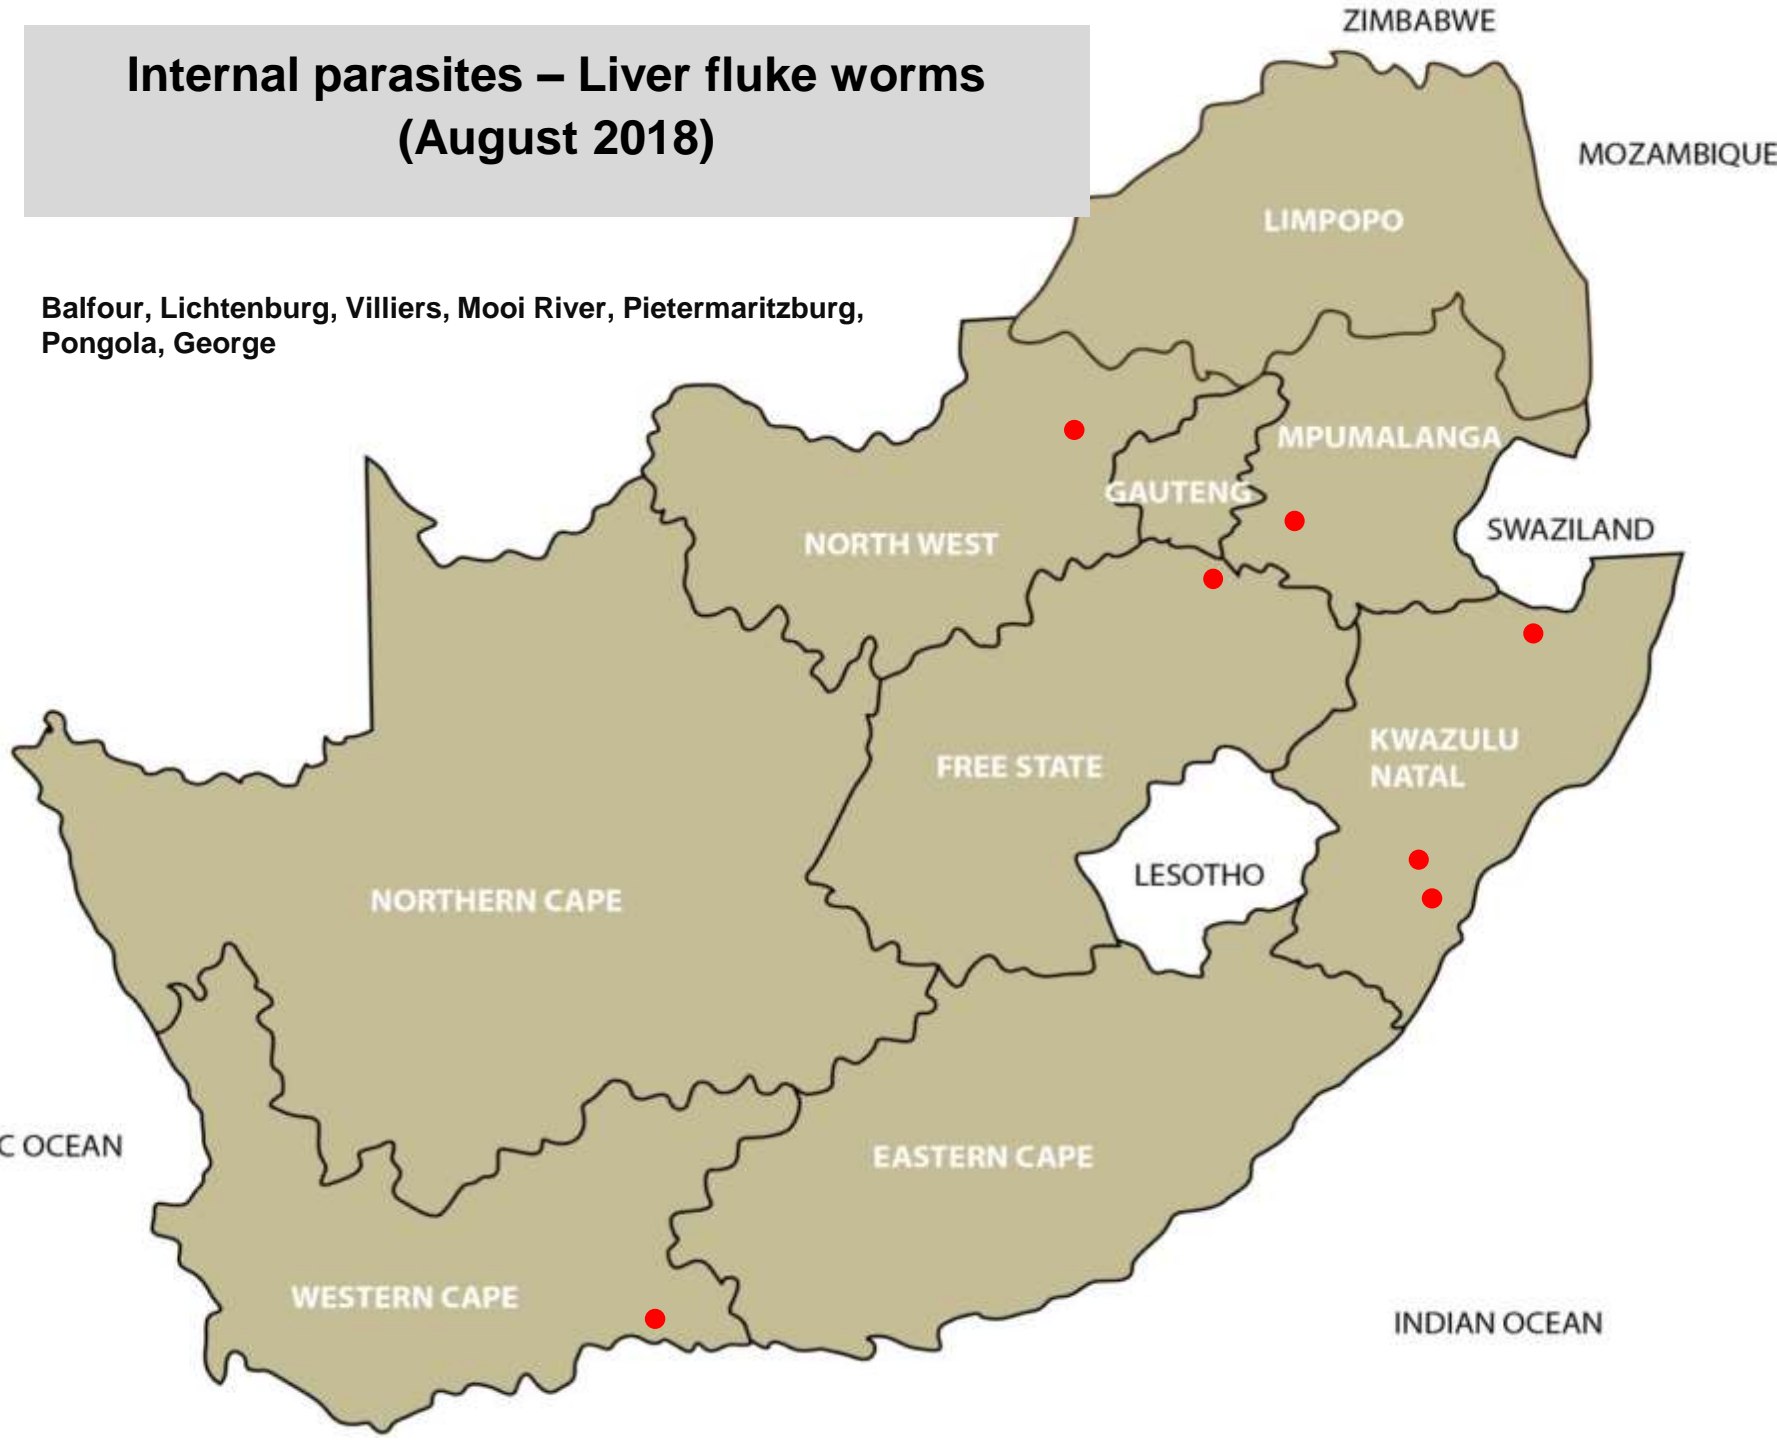 ZIMBABWE
Internal parasites – Liver fluke worms
(August 2018)
MOZAMBIQUE
LIMPOPO
Balfour, Lichtenburg, Villiers, Mooi River, Pietermaritzburg,
Pongola, George
MPUMALANGA
GAUTENG
SWAZILAND
NORTH WEST
KWAZULU
NATAL
FREE STATE
LESOTHO
NORTHERN CAPE
C OCEAN
EASTERN CAPE
WESTERN CAPE
INDIAN OCEAN